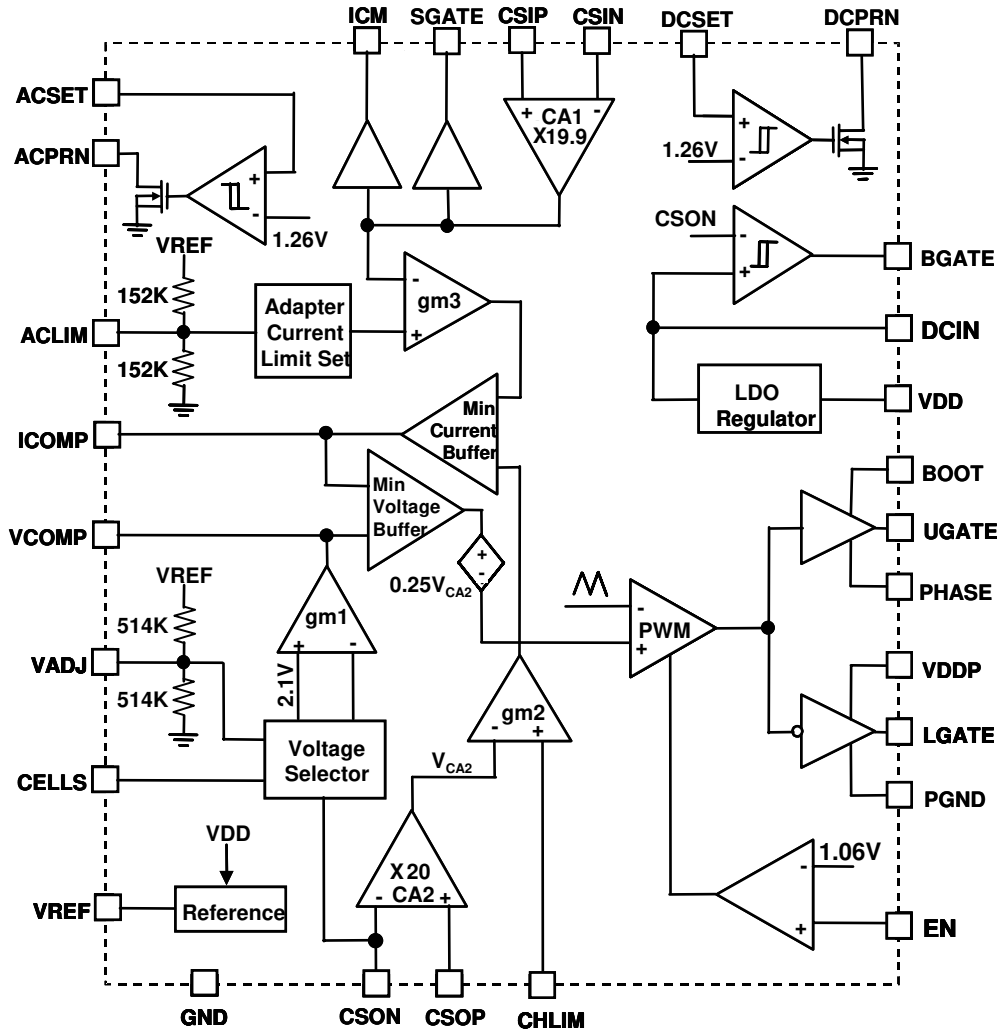 ICM SGATE CSIP CSIN DCSET DCPRN
ACSET
ACPRN
+ -
CA1
X19.9
+
-
1.26V
+
-
1.26V
CSON
-
+
BGATE
VREF
152K
ACLIM
152K
Adapter
Current
Limit Set
-
gm3
+
DCIN
LDO
Regulator
VDD
ICOMP
Min
Current
Buffer
Min
Voltage
Buffer
VCOMP
+
-
0.25VCA2
BOOT
UGATE
PHASE
VREF
514K
VADJ
514K
gm1
+ -
2.1V
-
PWM
+
VDDP
LGATE
PGND
gm2
- +
Voltage
Selector
CELLS
VCA2
X20
CA2
- +
VDD
VREF
Reference
1.06V
-
+
EN
GND CSON CSOP CHLIM